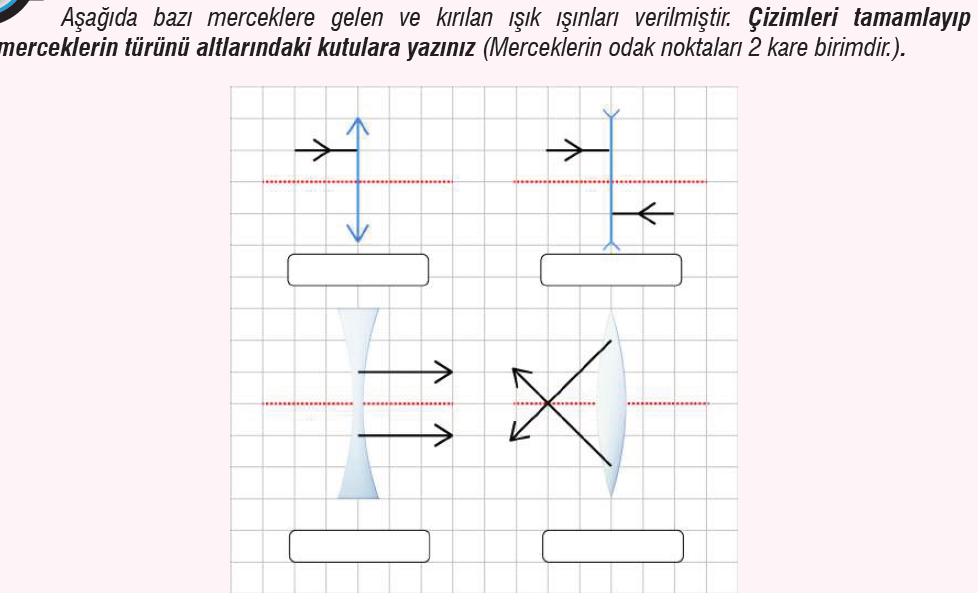 Aşağıda bazı merceklere gelen ve kırılan ışık ışınları verilmiştir. Çizimleri tamamlayıp
merceklerin türünü altlarındaki kutulara yazınız (Merceklerin odak noktaları 2 kare birimdir.).